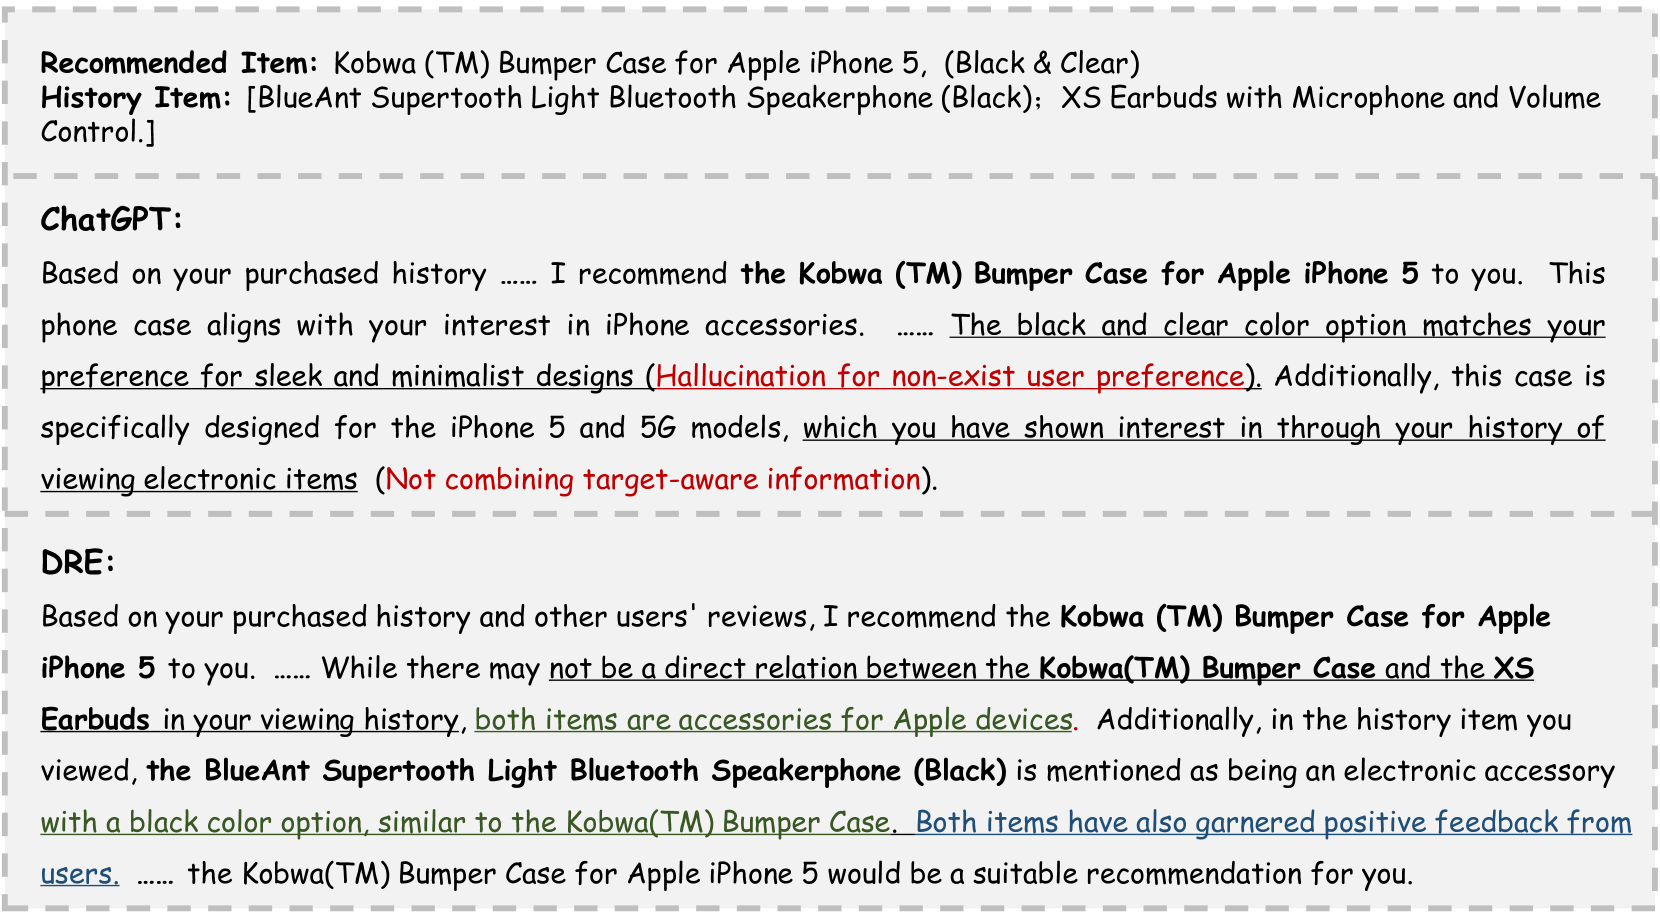 Recommended Item: Kobwa (TM) Bumper Case for Apple iPhone 5, (Black & Clear)
History Item: [BlueAnt Supertooth Light Bluetooth Speakerphone (Black); XS Earbuds with Microphone and Volume
Control.]
ChatGPT:
Based on your purchased history …… I recommend the Kobwa (TM) Bumper Case for Apple iPhone 5 to you. This
phone case aligns with your interest in iPhone accessories. …… The black and clear color option matches your
preference for sleek and minimalist designs (Hallucination for non-exist user preference). Additionally, this case is
specifically designed for the iPhone 5 and 5G models, which you have shown interest in through your history of
viewing electronic items (Not combining target-aware information).
DRE:
Based on your purchased history and other users' reviews, I recommend the Kobwa (TM) Bumper Case for Apple
iPhone 5 to you. …… While there may not be a direct relation between the Kobwa(TM) Bumper Case and the XS
Earbuds in your viewing history, both items are accessories for Apple devices. Additionally, in the history item you
viewed, the BlueAnt Supertooth Light Bluetooth Speakerphone (Black) is mentioned as being an electronic accessory
with a black color option, similar to the Kobwa(TM) Bumper Case. Both items have also garnered positive feedback from
users. …… the Kobwa(TM) Bumper Case for Apple iPhone 5 would be a suitable recommendation for you.